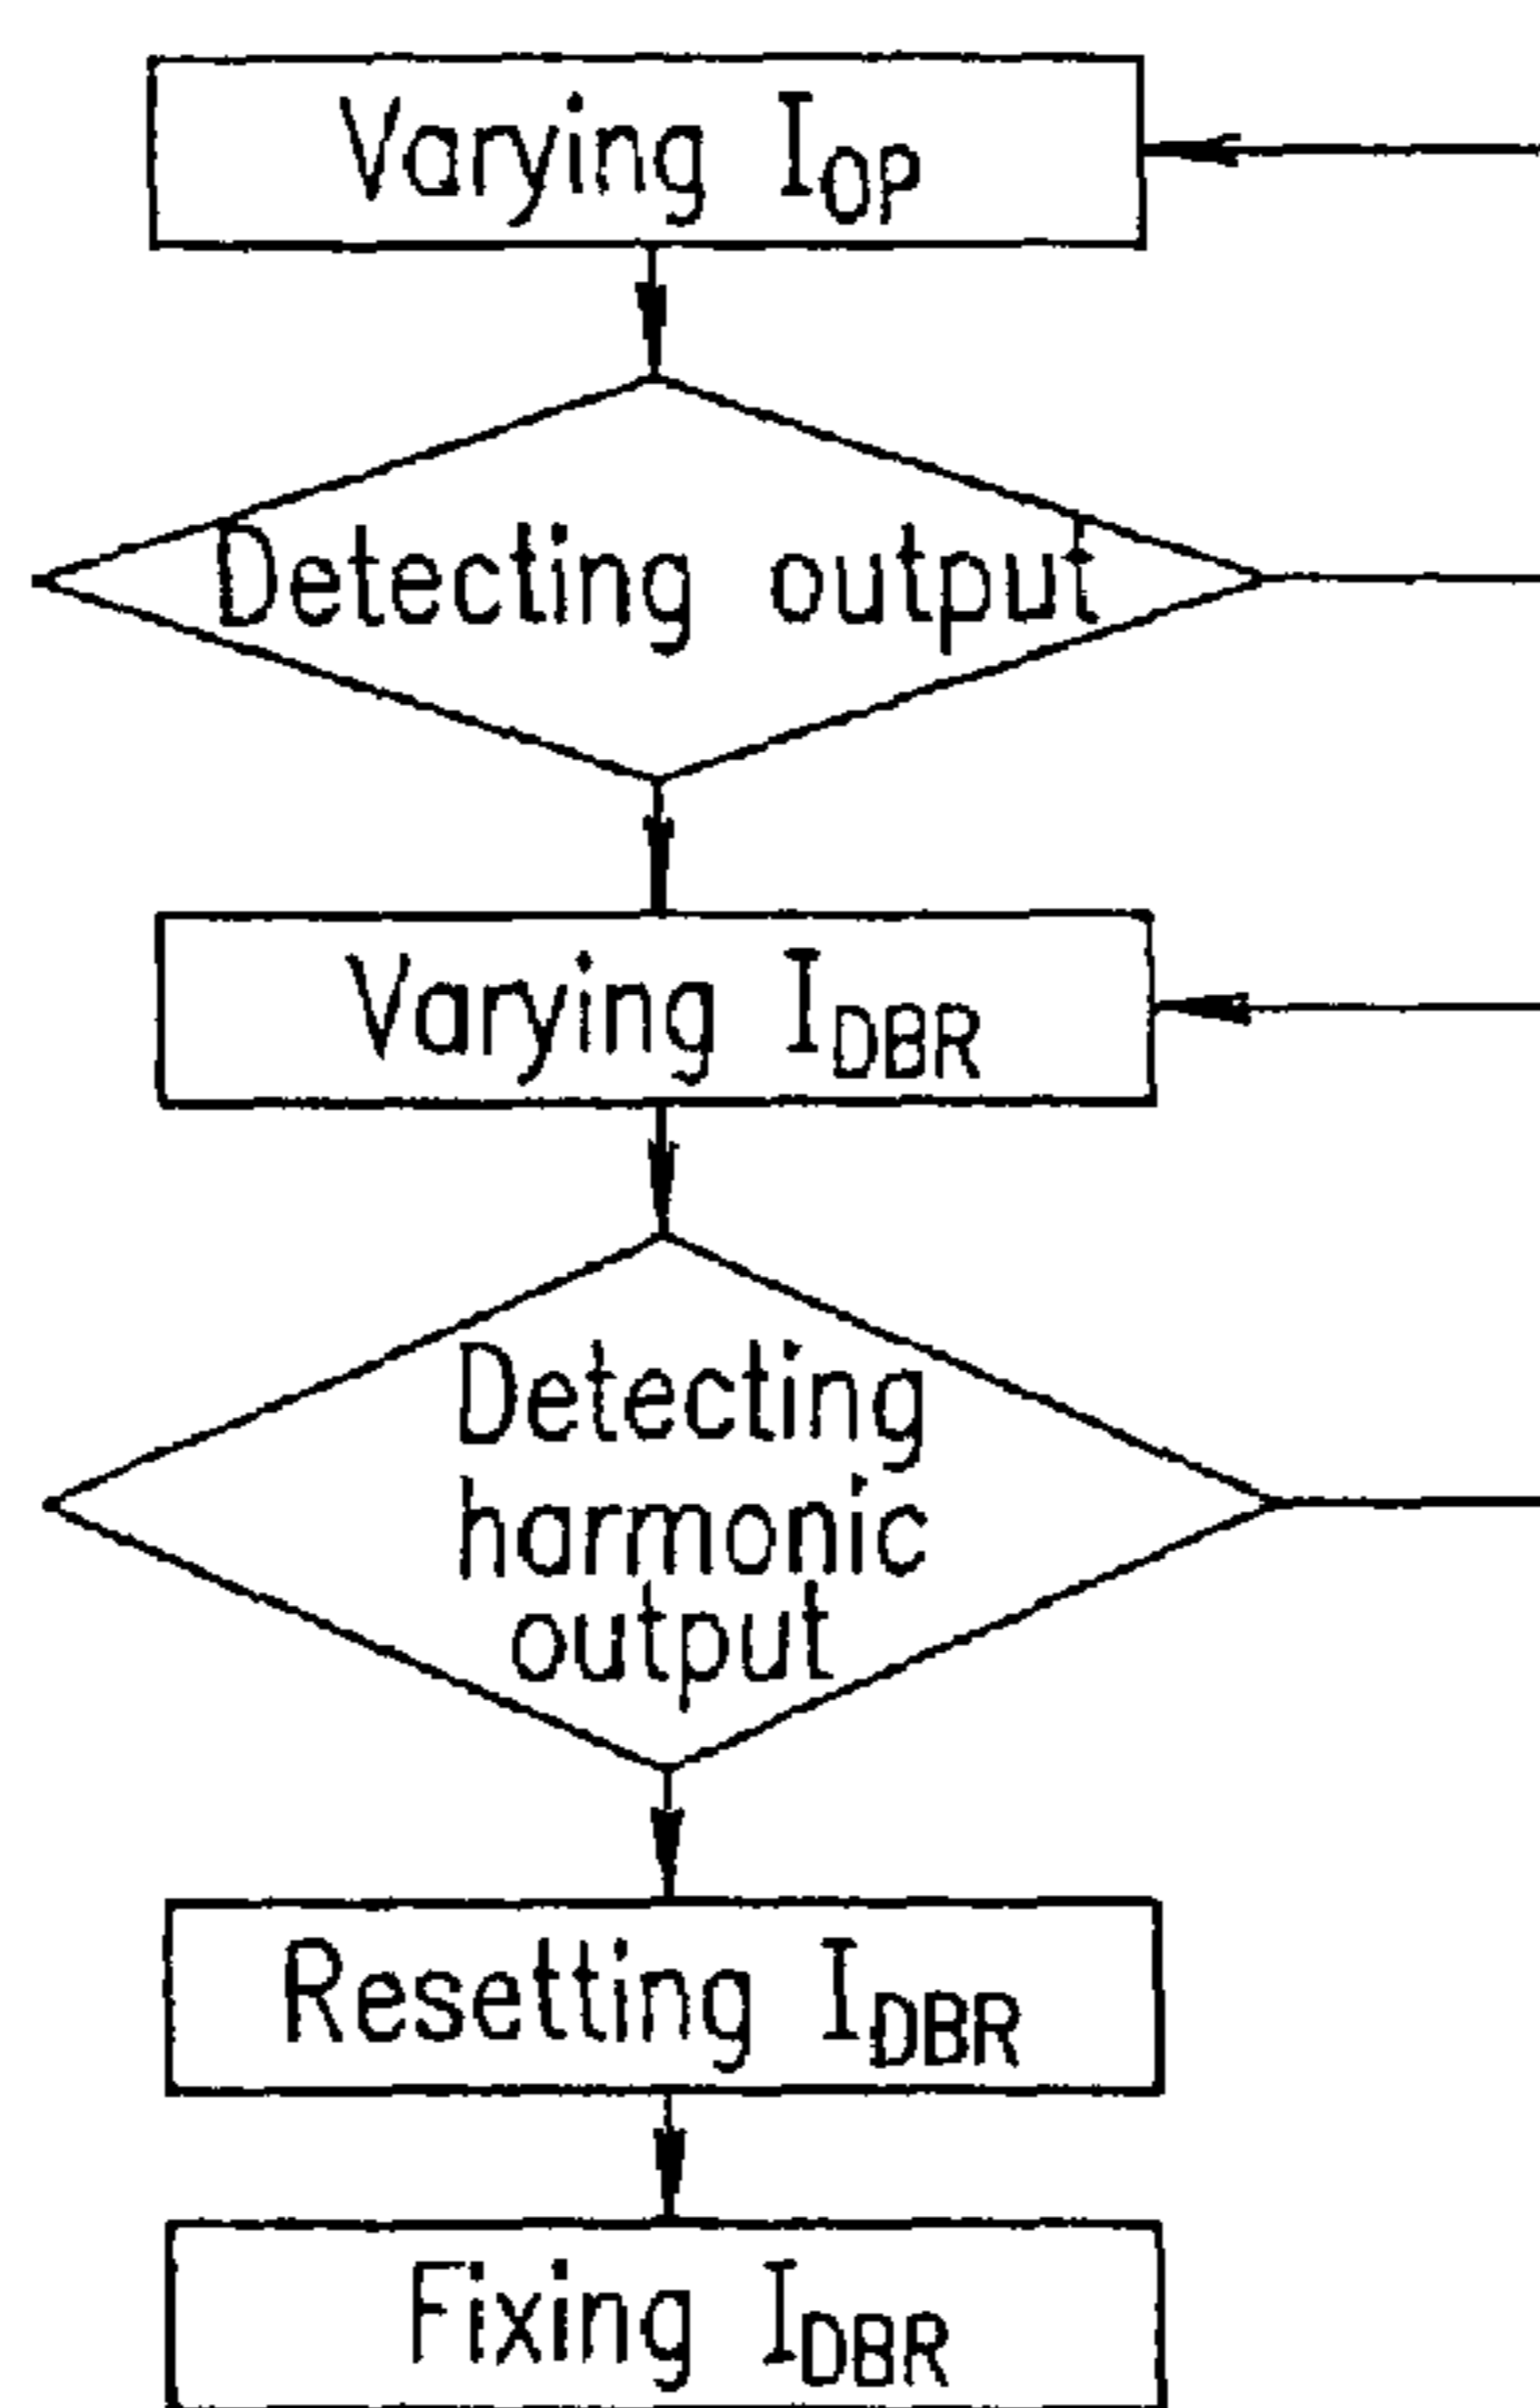 Varying I_OP
Detecting output
Varying I_DBR
Detecting
harmonic
output
Resetting I_DBR
Fixing I_DBR